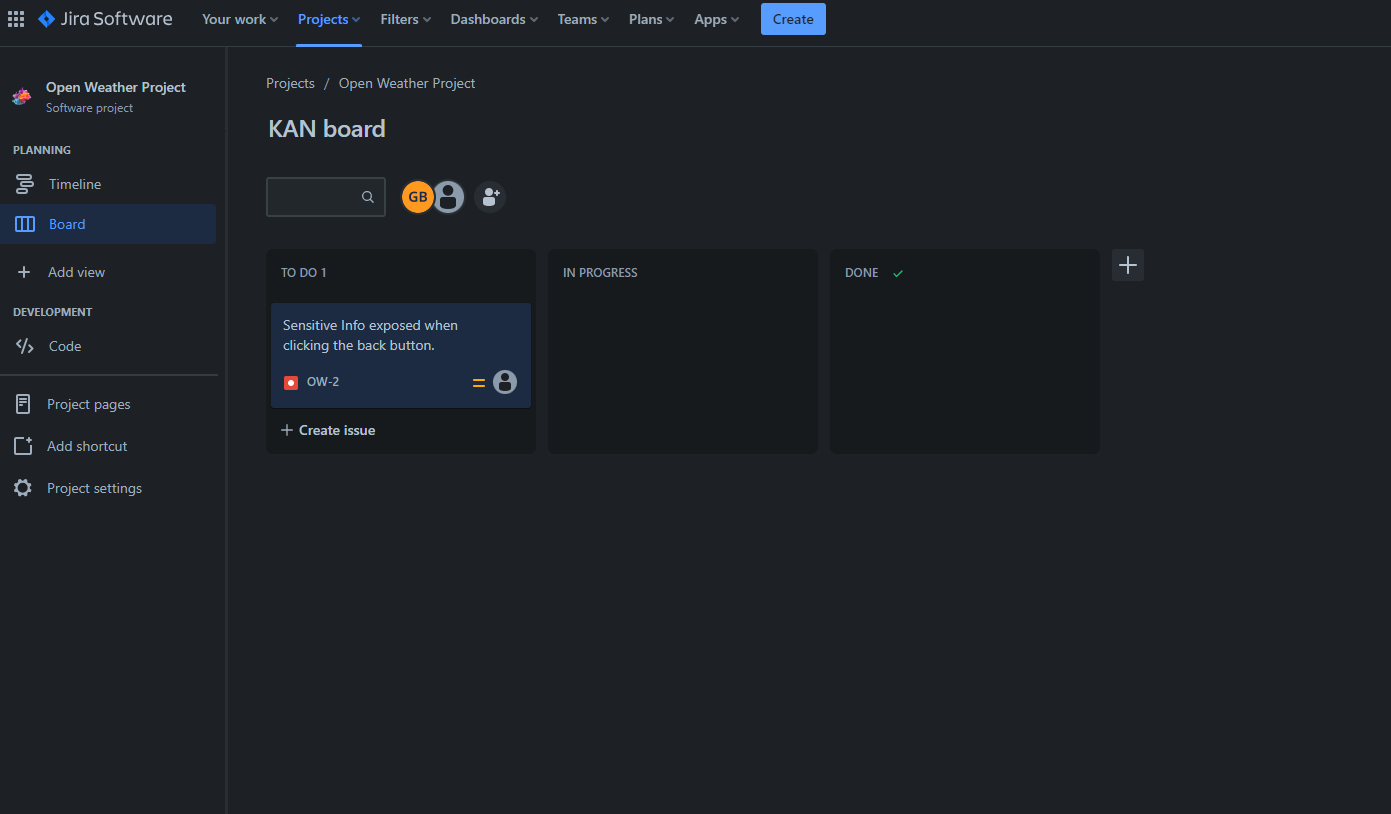 Jira Software Your work Projects Filters Dashboards Teams Plans Apps Create
Open Weather Project
Software project
PLANNING
Timeline
Board
Add view
DEVELOPMENT
Code
Project pages
Add shortcut
Project settings
Projects / Open Weather Project
KAN board
GB
TO DO 1
Sensitive Info exposed when
clicking the back button.
OW-2
Create issue
IN PROGRESS
DONE